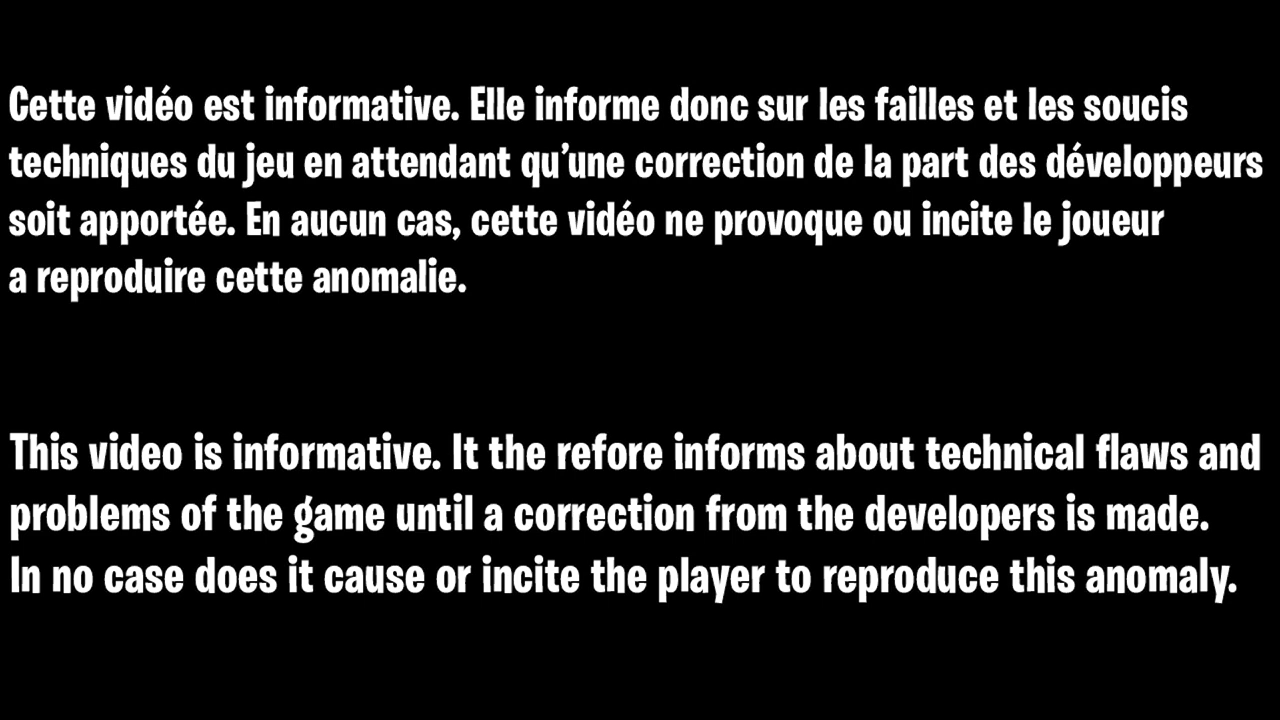 Cette vidéo est informative. Elle informe donc sur les failles et les soucis
techniques du jeu en attendant qu’une correction de la part des développeurs
soit apportée. En aucun cas, cette vidéo ne provoque ou incite le joueur
a reproduire cette anomalie.
This video is informative. It the refore informs about technical flaws and
problems of the game until a correction from the developers is made.
In no case does it cause or incite the player to reproduce this anomaly.